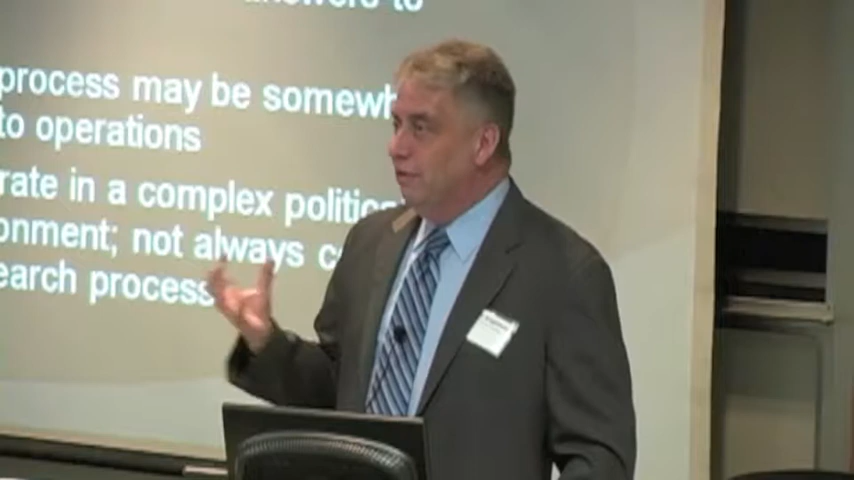 answers to
process may be somewh
to operations
rate in a complex politic
onment; not always c
earch process